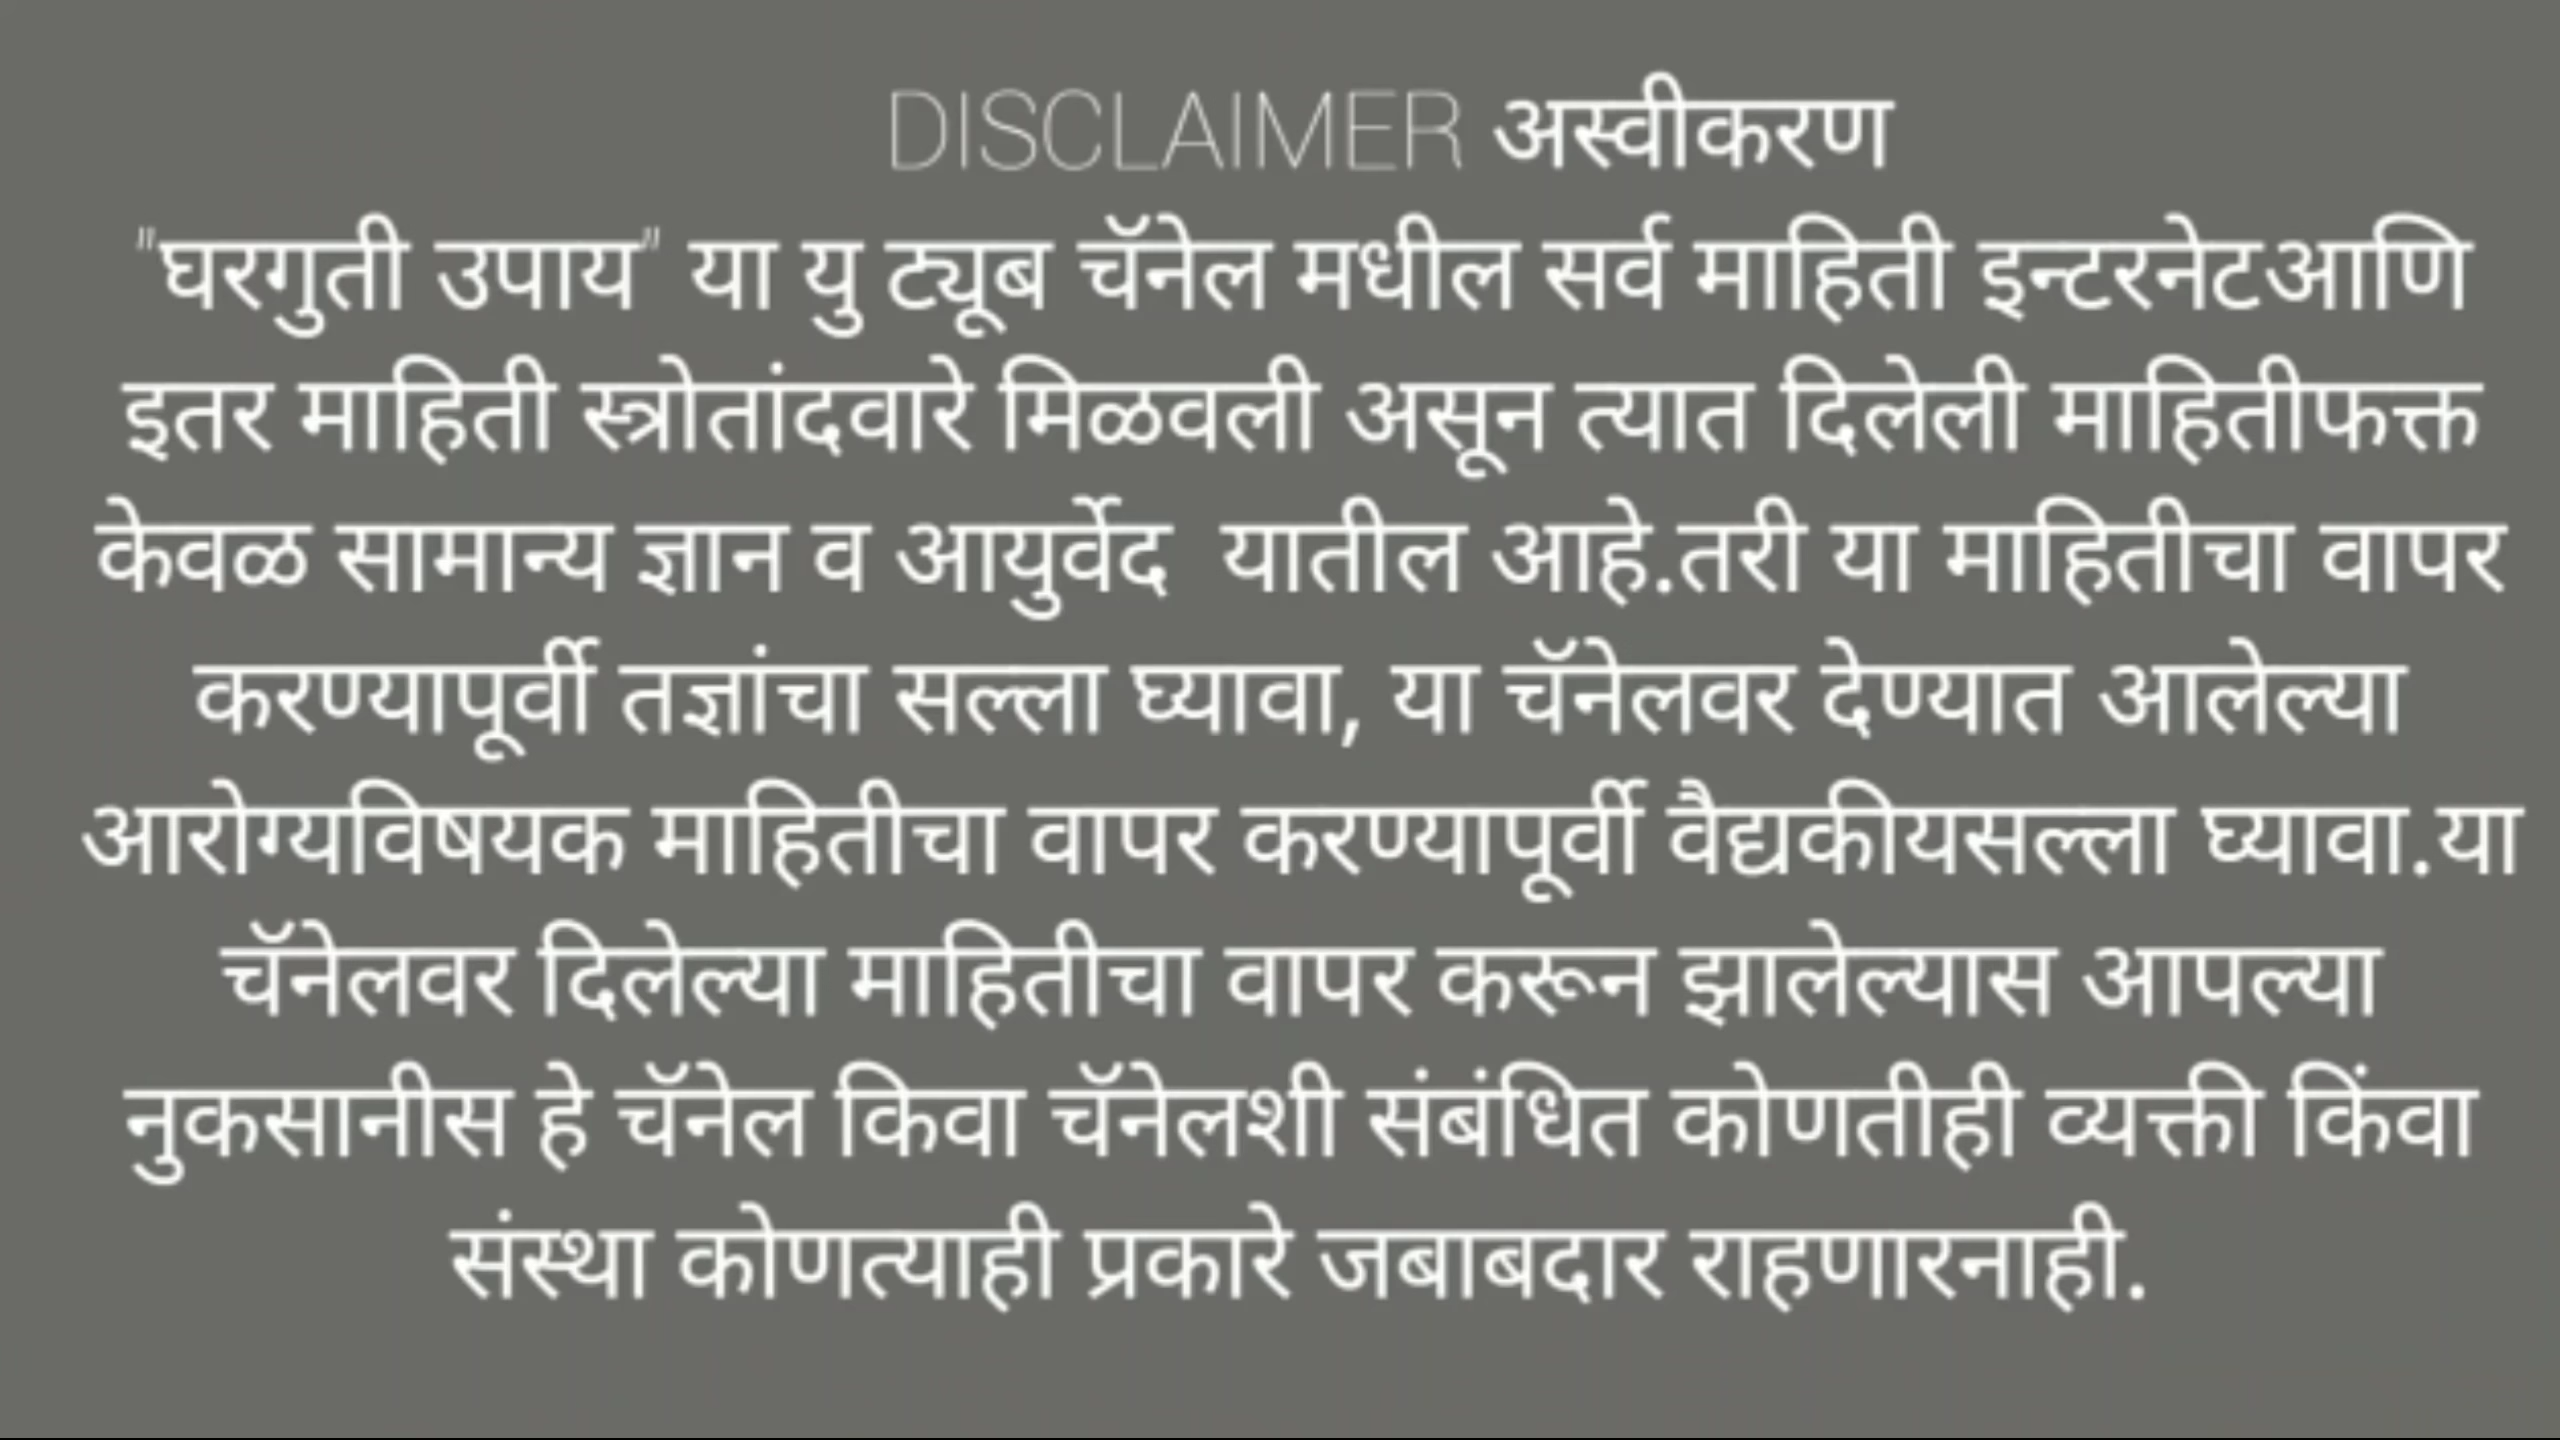 DISCLAIMER अस्वीकरण
"घरगुती उपाय" या यु ट्यूब चॅनेल मधील सर्व माहिती इन्टरनेटआणि
इतर माहिती स्त्रोतांदवारे मिळवली असून त्यात दिलेली माहितीफक्त
केवळ सामान्य ज्ञान व आयुर्वेद  यातील आहे.तरी या माहितीचा वापर
करण्यापूर्वी तज्ञांचा सल्ला घ्यावा, या चॅनेलवर देण्यात आलेल्या
आरोग्यविषयक माहितीचा वापर करण्यापूर्वी वैद्यकीयसल्ला घ्यावा.या
चॅनेलवर दिलेल्या माहितीचा वापर करून झालेल्यास आपल्या
नुकसानीस हे चॅनेल किवा चॅनेलशी संबंधित कोणतीही व्यक्ती किंवा
संस्था कोणत्याही प्रकारे जबाबदार राहणारनाही.